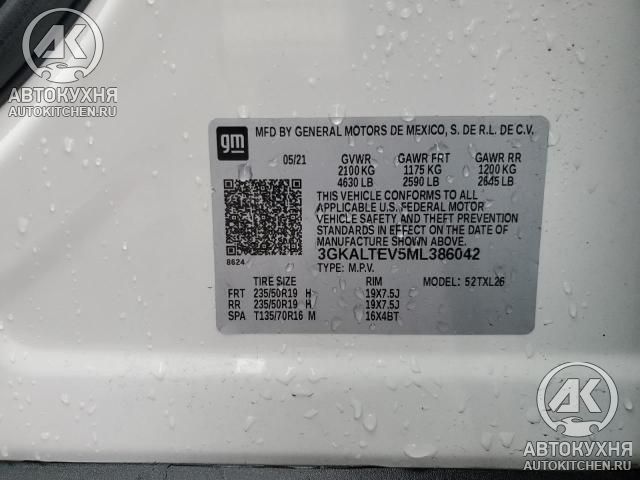 AK
АВТОКУХНЯ
AUTOKITCHEN.RU
gm
MFD BY GENERAL MOTORS DE MEXICO, S. DE R.L. DE C.V.
05/21 GVWR GAWR FRT GAWR RR
2100 KG 1175 KG 1200 KG
4630 LB 2590 LB 2645 LB
THIS VEHICLE CONFORMS TO ALL
APPLICABLE U.S. FEDERAL MOTOR
VEHICLE SAFETY AND THEFT PREVENTION
STANDARDS IN EFFECT ON THE DATE OF
MANUFACTURE SHOWN ABOVE.
8624 3GKALTEV5ML386042
TYPE: M.P.V.
TIRE SIZE RIM MODEL: 52TXL26
FRT 235/50R19 H 19X7.5J
RR 235/50R19 H 19X7.5J
SPA T135/70R16 M 16X4BT
AK
АВТОКУХНЯ
AUTOKITCHEN.RU